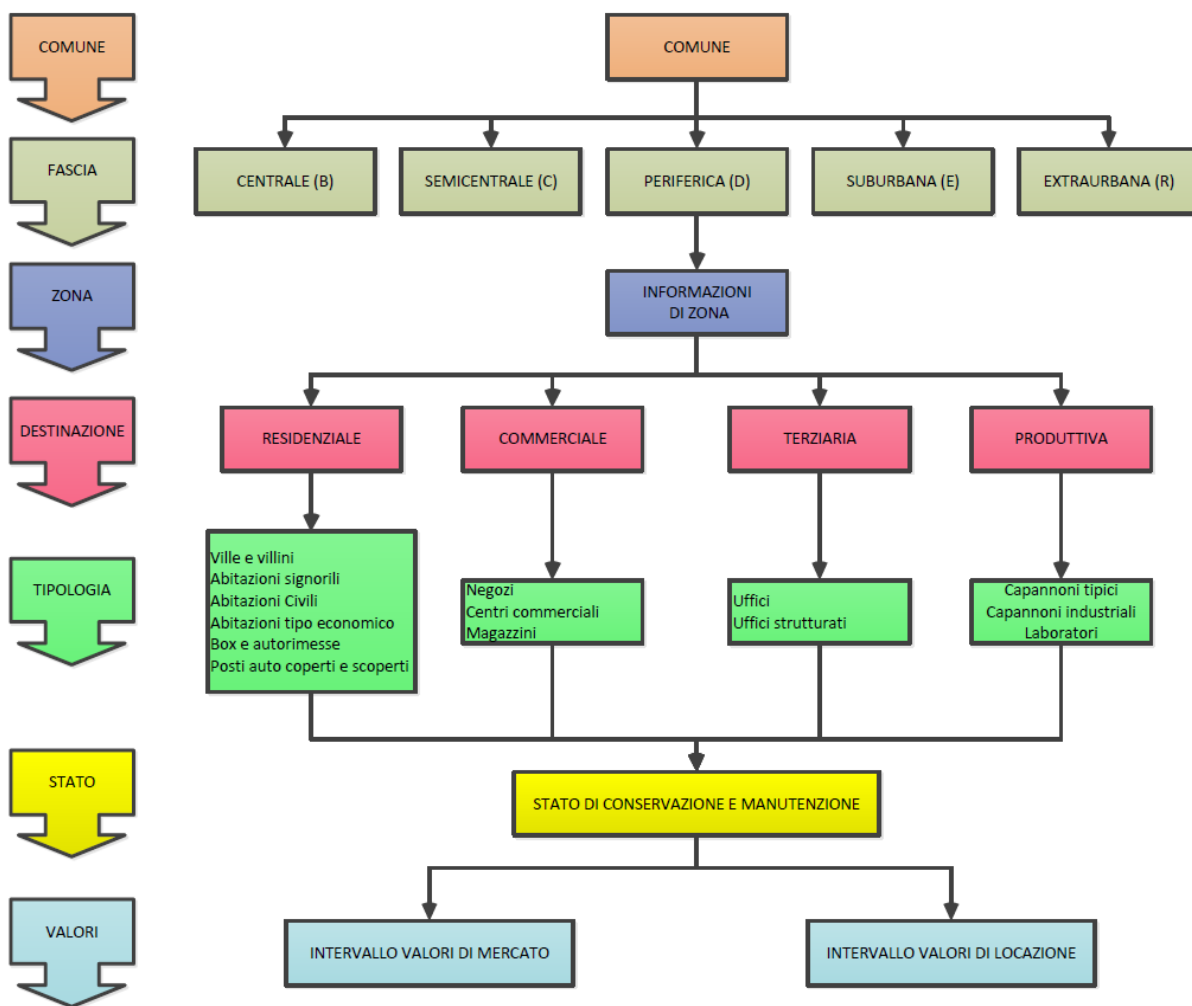 COMUNE
COMUNE
FASCIA
CENTRALE (B)
SEMICENTRALE (C)
PERIFERICA (D)
SUBURBANA (E)
EXTRAURBANA (R)
ZONA
INFORMAZIONI
DI ZONA
DESTINAZIONE
RESIDENZIALE
COMMERCIALE
TERZIARIA
PRODUTTIVA
TIPOLOGIA
Ville e villini
Abitazioni signorili
Abitazioni Civili
Abitazioni tipo economico
Box e autorimesse
Posti auto coperti e scoperti
Negozi
Centri commerciali
Magazzini
Uffici
Uffici strutturati
Capannoni tipici
Capannoni industriali
Laboratori
STATO
STATO DI CONSERVAZIONE E MANUTENZIONE
VALORI
INTERVALLO VALORI DI MERCATO
INTERVALLO VALORI DI LOCAZIONE